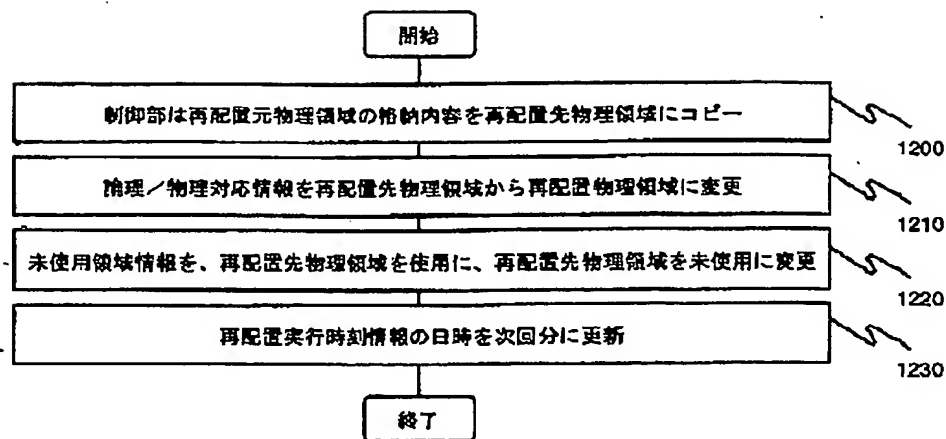 開始
制御部は再配置元物理領域の格納内容を再配置先物理領域にコピー
1200
論理／物理対応情報を再配置先物理領域から再配置物理領域に変更
1210
未使用領域情報を、再配置先物理領域を使用に、再配置先物理領域を未使用に変更
1220
再配置実行時刻情報の日時を次回分に更新
1230
終了